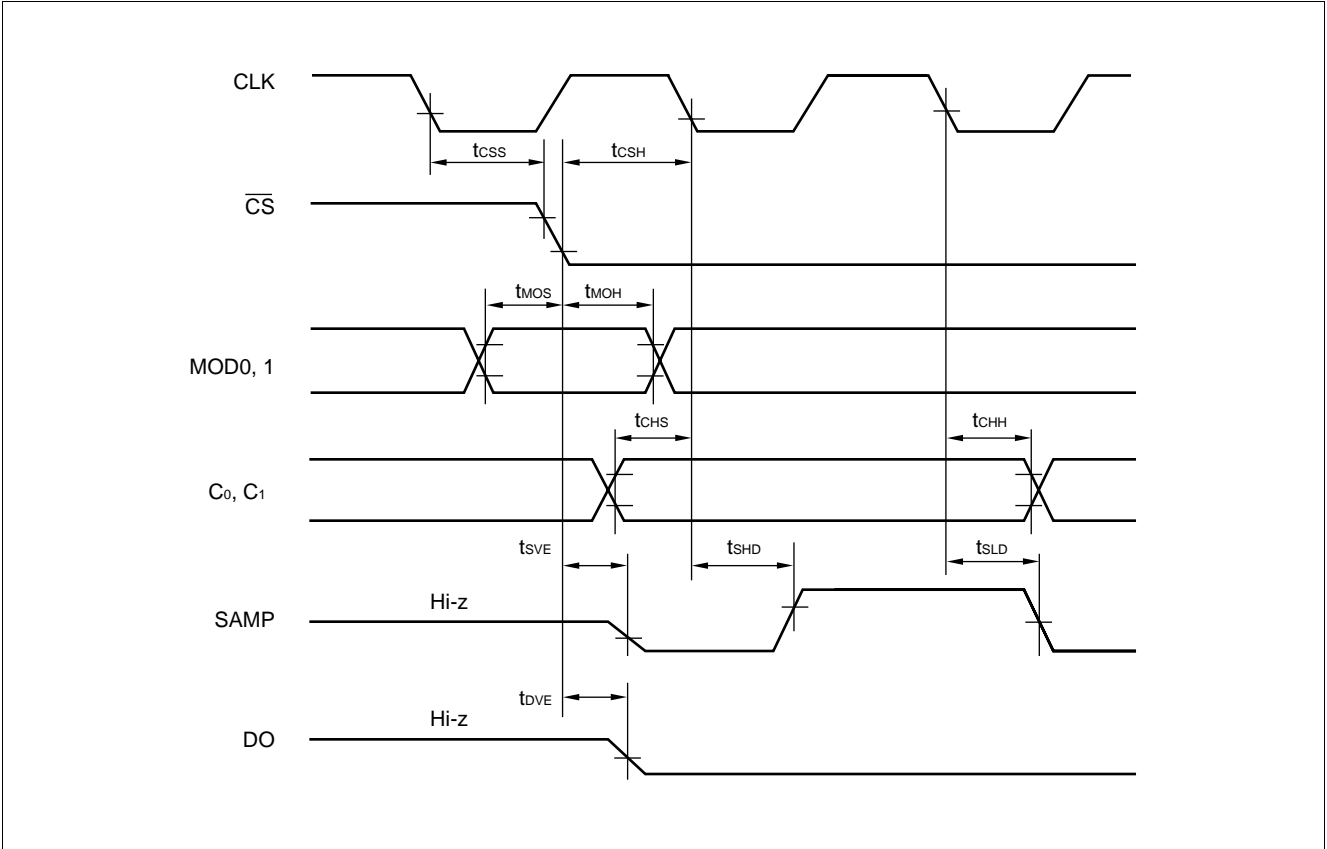 CLK
tCSS
tCSH
CS
tMOS
tMOH
MOD0, 1
tCHS
tCHH
C0, C1
tSVE
tSHD
tSLD
Hi-z
SAMP
tDVE
Hi-z
DO